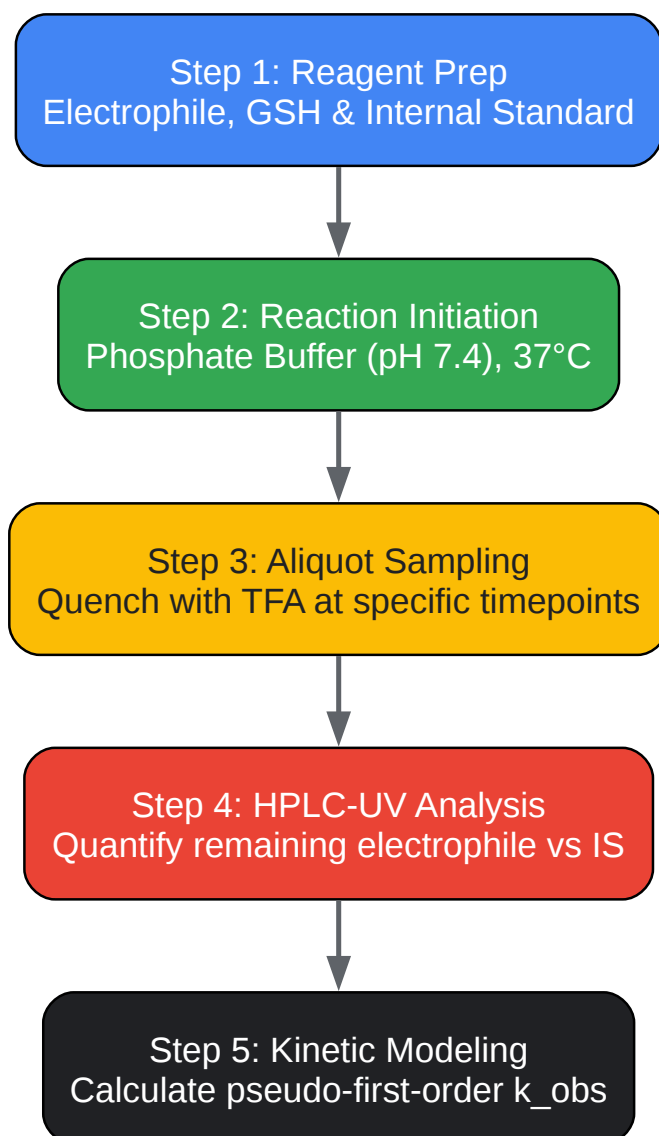 Step 1: Reagent Prep
Electrophile, GSH & Internal Standard
Step 2: Reaction Initiation
Phosphate Buffer (pH 7.4), 37°C
Step 3: Aliquot Sampling
Quench with TFA at specific timepoints
Step 4: HPLC-UV Analysis
Quantify remaining electrophile vs IS
Step 5: Kinetic Modeling
Calculate pseudo-first-order k_obs